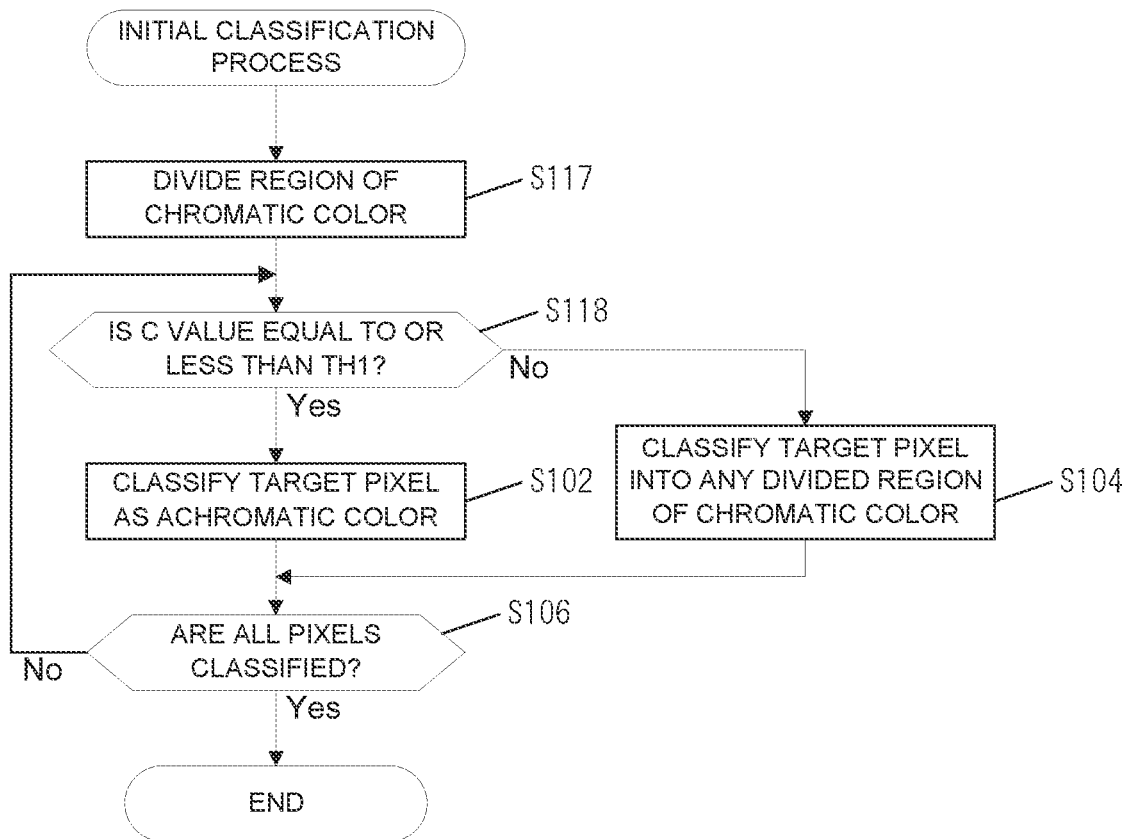 INITIAL CLASSIFICATION
PROCESS
DIVIDE REGION OF
CHROMATIC COLOR
S117
IS C VALUE EQUAL TO OR
LESS THAN TH1?
S118
No
Yes
CLASSIFY TARGET PIXEL
AS ACHROMATIC COLOR
S102
CLASSIFY TARGET PIXEL
INTO ANY DIVIDED REGION
OF CHROMATIC COLOR
S104
ARE ALL PIXELS
CLASSIFIED?
S106
No
Yes
END